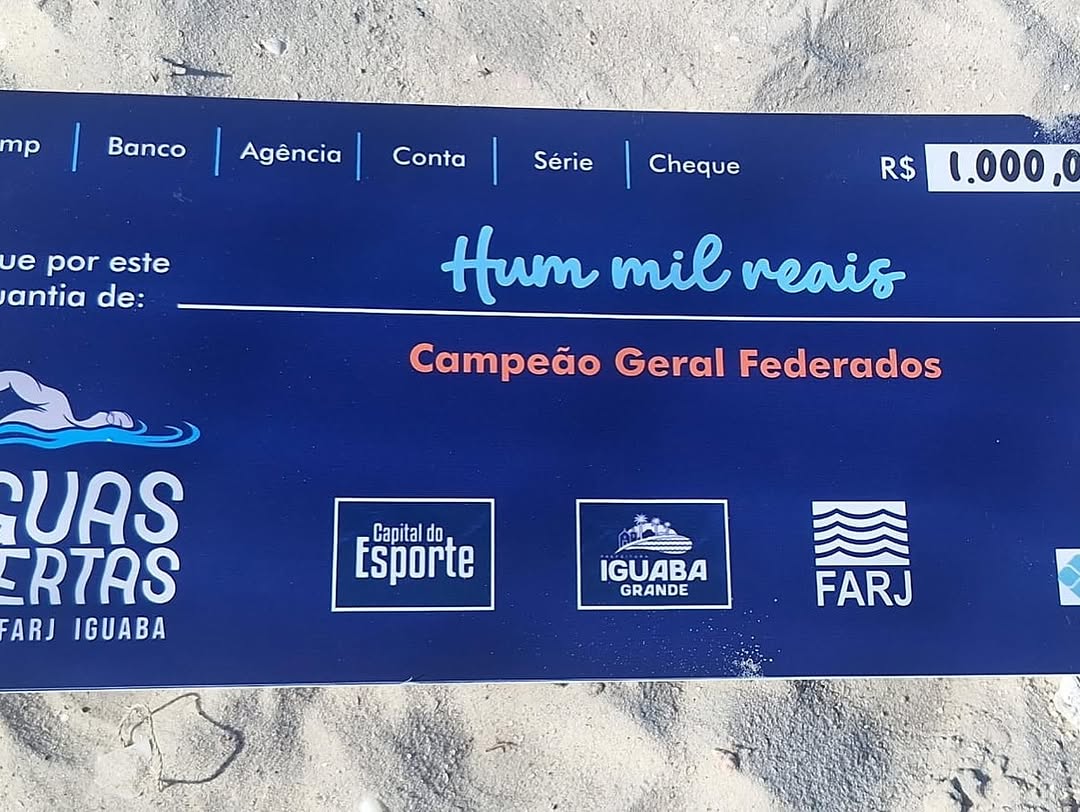 mp | Banco | Agência | Conta | Série | Cheque R$ 1.000,0
ue por este
uantia de:
Hum mil reais
Campeão Geral Federados
GUAS
ERTAS
FARJ IGUABA
Capital do
Esporte
PREFEITURA
IGUABA
GRANDE
FARJ